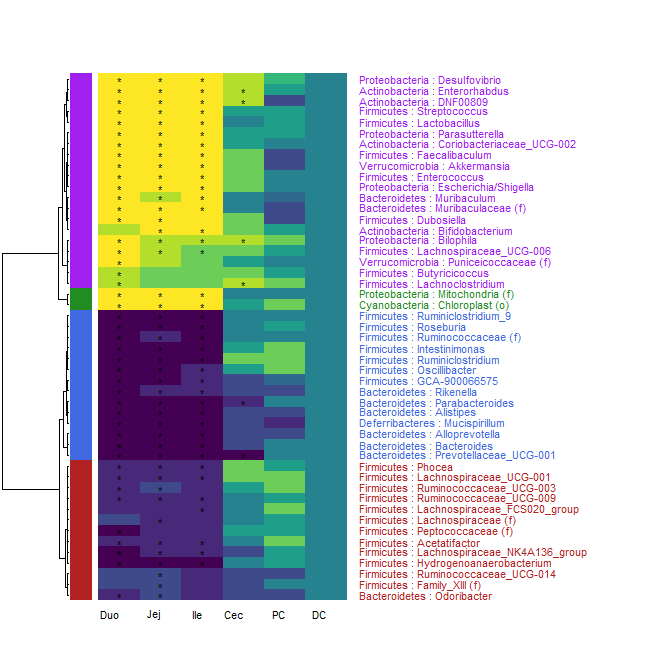 Proteobacteria : Desulfovibrio
Actinobacteria : Enterorhabdus
Actinobacteria : DNF00809
Firmicutes : Streptococcus
Firmicutes : Lactobacillus
Proteobacteria : Parasutterella
Actinobacteria : Coriobacteriaceae_UCG-002
Firmicutes : Faecalibaculum
Verrucomicrobia : Akkermansia
Firmicutes : Enterococcus
Proteobacteria : Escherichia/Shigella
Bacteroidetes : Muribaculum
Bacteroidetes : Muribaculaceae (f)
Firmicutes : Dubosiella
Actinobacteria : Bifidobacterium
Proteobacteria : Bilophila
Firmicutes : Lachnospiraceae_UCG-006
Verrucomicrobia : Puniceicoccaceae (f)
Firmicutes : Butyricicoccus
Firmicutes : Lachnoclostridium
Proteobacteria : Mitochondria (f)
Cyanobacteria : Chloroplast (o)
Firmicutes : Ruminiclostridium_9
Firmicutes : Roseburia
Firmicutes : Ruminococcaceae (f)
Firmicutes : Intestinimonas
Firmicutes : Ruminiclostridium
Firmicutes : Oscillibacter
Firmicutes : GCA-900066575
Bacteroidetes : Rikenella
Bacteroidetes : Parabacteroides
Bacteroidetes : Alistipes
Deferribacteres : Mucispirillum
Bacteroidetes : Alloprevotella
Bacteroidetes : Bacteroides
Bacteroidetes : Prevotellaceae_UCG-001
Firmicutes : Phocea
Firmicutes : Lachnospiraceae_UCG-001
Firmicutes : Ruminococcaceae_UCG-003
Firmicutes : Ruminococcaceae_UCG-009
Firmicutes : Lachnospiraceae_FCS020_group
Firmicutes : Lachnospiraceae (f)
Firmicutes : Peptococcaceae (f)
Firmicutes : Acetatifactor
Firmicutes : Lachnospiraceae_NK4A136_group
Firmicutes : Hydrogenoanaerobacterium
Firmicutes : Ruminococcaceae_UCG-014
Firmicutes : Family_XIII (f)
Bacteroidetes : Odoribacter
Duo Jej Ile Cec PC DC